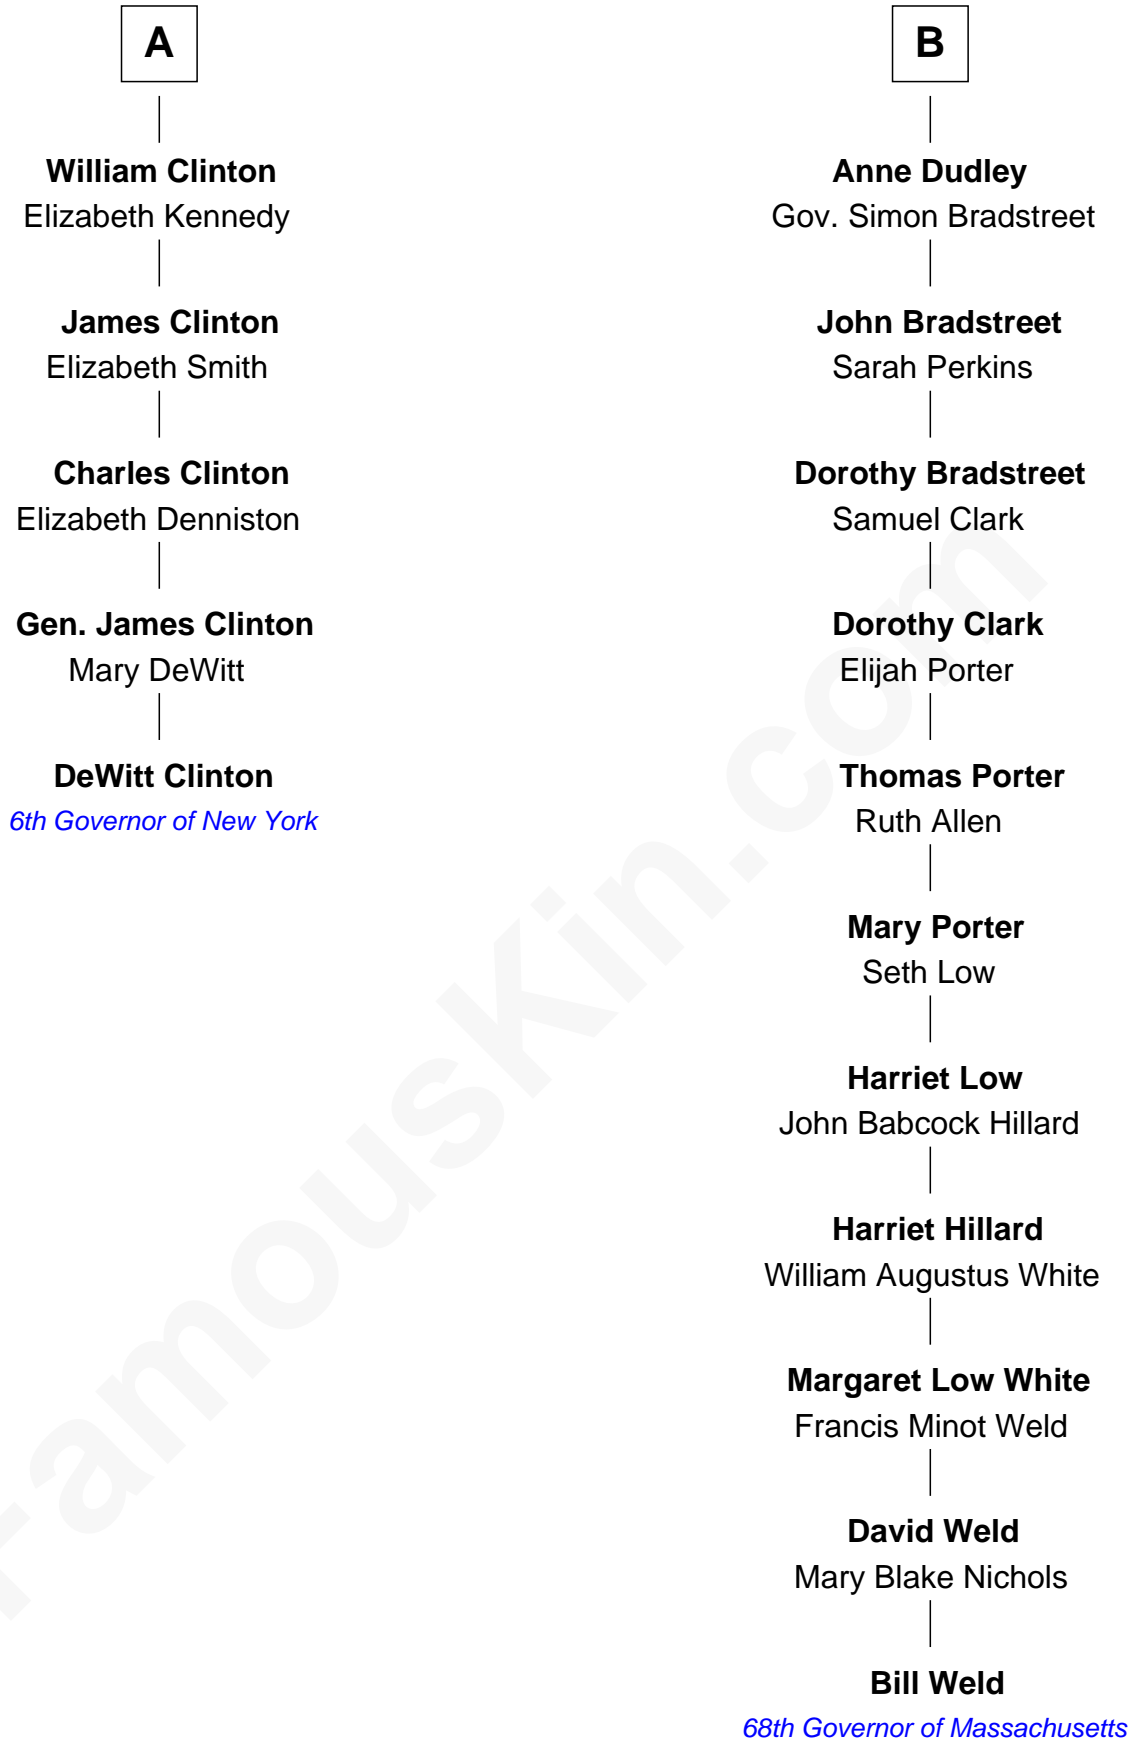 A
William Clinton
Elizabeth Kennedy
James Clinton
Elizabeth Smith
Charles Clinton
Elizabeth Denniston
Gen. James Clinton
Mary DeWitt
DeWitt Clinton
6th Governor of New York
B
Anne Dudley
Gov. Simon Bradstreet
John Bradstreet
Sarah Perkins
Dorothy Bradstreet
Samuel Clark
Dorothy Clark
Elijah Porter
Thomas Porter
Ruth Allen
Mary Porter
Seth Low
Harriet Low
John Babcock Hillard
Harriet Hillard
William Augustus White
Margaret Low White
Francis Minot Weld
David Weld
Mary Blake Nichols
Bill Weld
68th Governor of Massachusetts
FamousKin.com